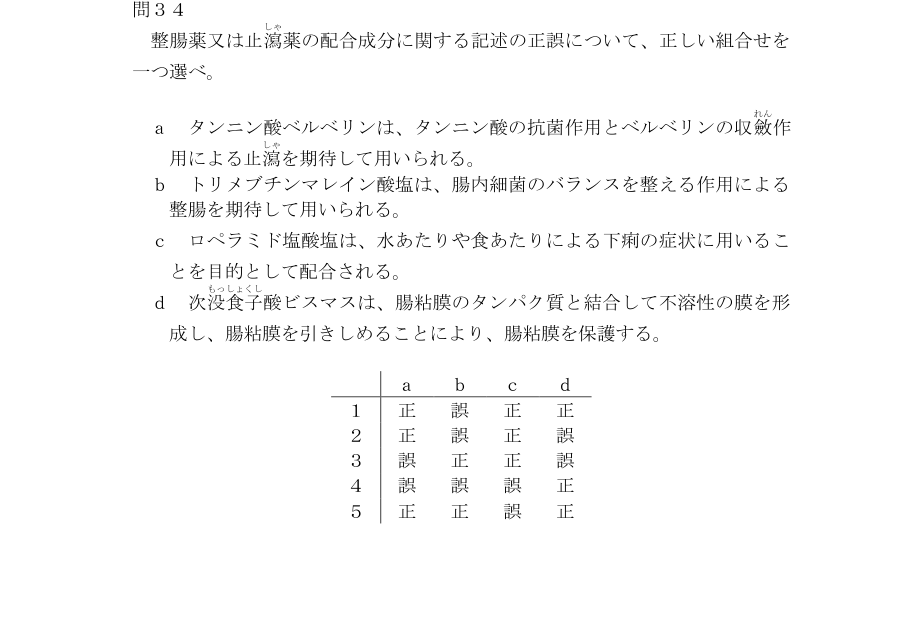 問３４
整腸薬又は止瀉薬の配合成分に関する記述の正誤について、正しい組合せを
一つ選べ。
ａ　タンニン酸ベルベリンは、タンニン酸の抗菌作用とベルベリンの収斂作
用による止瀉を期待して用いられる。
ｂ　トリメブチンマレイン酸塩は、腸内細菌のバランスを整える作用による
整腸を期待して用いられる。
ｃ　ロペラミド塩酸塩は、水あたりや食あたりによる下痢の症状に用いるこ
とを目的として配合される。
ｄ　次没食子酸ビスマスは、腸粘膜のタンパク質と結合して不溶性の膜を形
成し、腸粘膜を引きしめることにより、腸粘膜を保護する。
ａ　ｂ　ｃ　ｄ
１　正　誤　正　正
２　正　誤　正　誤
３　誤　正　正　誤
４　誤　誤　誤　正
５　正　正　誤　正